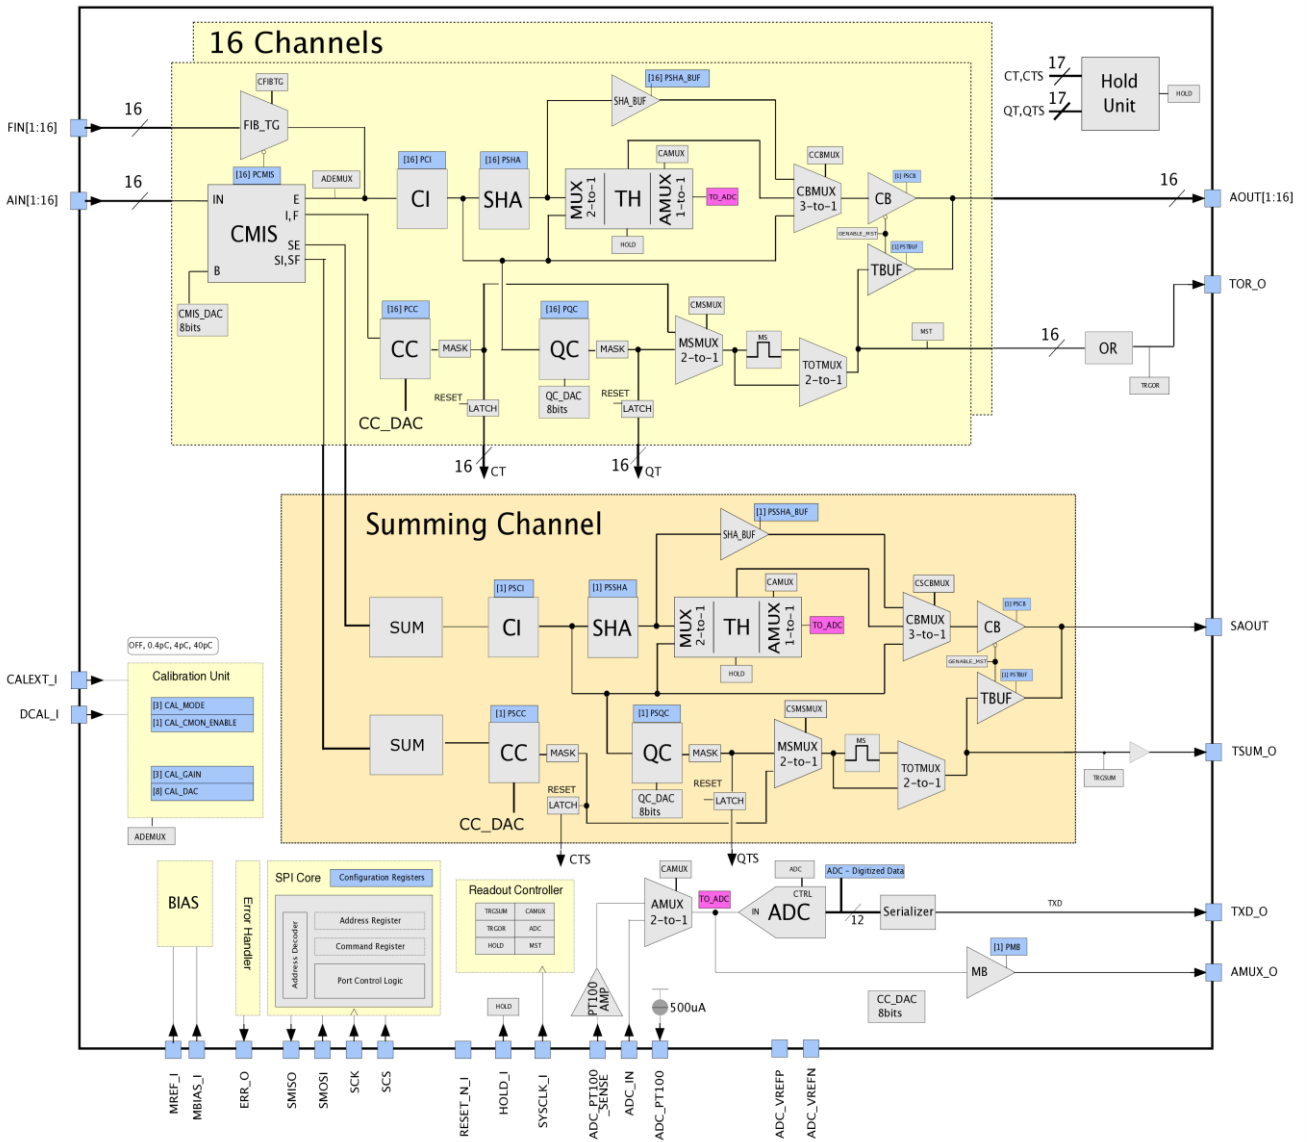 16 Channels
CFIBTG
[16] PSHA_BUF
17
CT,CTS
17
QT,QTS
Hold
Unit
HOLD
16
FIN[1:16]
FIB_TG
SHA_BUF
[16] PCMIS
ADEMUX
[16] PCI
[16] PSHA
CAMUX
CCBMUX
[1] PSCB
16
AIN[1:16]
IN
E
I,F
CMIS
SE
SI,SF
B
CI
SHA
MUX
2-to-1
TH
AMUX
1-to-1
TO_ADC
HOLD
CBMUX
3-to-1
CB
16
AOUT[1:16]
GENABLE_MST
[1] PSTBUF
TBUF
TOR_O
CMIS_DAC
8bits
[16] PCC
CC
MASK
[16] PQC
QC
MASK
CMSMUX
MSMUX
2-to-1
MS
TOTMUX
2-to-1
MST
16
OR
TRGOR
RESET
LATCH
QC_DAC
8bits
RESET
LATCH
CC_DAC
16
CT
16
QT
Summing Channel
[1] PSSHA_BUF
SHA_BUF
[1] PSCI
[1] PSSHA
CAMUX
CSCBMUX
[1] PSCB
SUM
CI
SHA
MUX
2-to-1
TH
AMUX
1-to-1
TO_ADC
HOLD
CBMUX
3-to-1
CB
SAOUT
GENABLE_MST
[1] PSTBUF
TBUF
OFF, 0.4pC, 4pC, 40pC
CALEXT_I
DCAL_I
Calibration Unit
[3] CAL_MODE
[1] CAL_CMON_ENABLE
[3] CAL_GAIN
[8] CAL_DAC
ADEMUX
SUM
[1] PSCC
CC
MASK
[1] PSQC
QC
MASK
CSMSMUX
MSMUX
2-to-1
MS
TOTMUX
2-to-1
TRGSUM
TSUM_O
RESET
LATCH
QC_DAC
8bits
RESET
LATCH
CC_DAC
CTS
QTS
BIAS
Error Handler
SPI Core
Configuration Registers
Address Decoder
Address Register
Command Register
Port Control Logic
Readout Controller
TRGSUM
CAMUX
TRGOR
ADC
HOLD
MST
CAMUX
AMUX
2-to-1
TO_ADC
ADC
CTRL
IN
ADC
ADC - Digitized Data
12
Serializer
TXD
TXD_O
[1] PMB
MB
AMUX_O
HOLD
PT100
AMP
500uA
CC_DAC
8bits
MREF_I
MBIAS_I
ERR_O
SMISO
SMOSI
SCK
SCS
RESET_N_I
HOLD_I
SYSCLK_I
ADC_PT100
_SENSE
ADC_IN
ADC_PT100
ADC_VREFP
ADC_VREFN